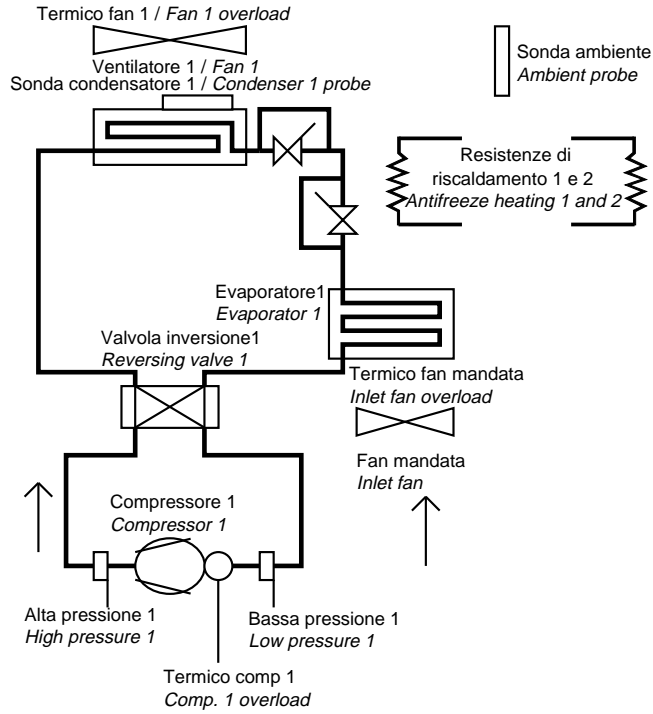 Termico fan 1 / Fan 1 overload
Ventilatore 1 / Fan 1
Sonda condensatore 1 / Condenser 1 probe
Sonda ambiente
Ambient probe
Resistenze di
riscaldamento 1 e 2
Antifreeze heating 1 and 2
Evaporatore1
Evaporator 1
Valvola inversione1
Reversing valve 1
Termico fan mandata
Inlet fan overload
Fan mandata
Inlet fan
Compressore 1
Compressor 1
Alta pressione 1
High pressure 1
Bassa pressione 1
Low pressure 1
Termico comp 1
Comp. 1 overload